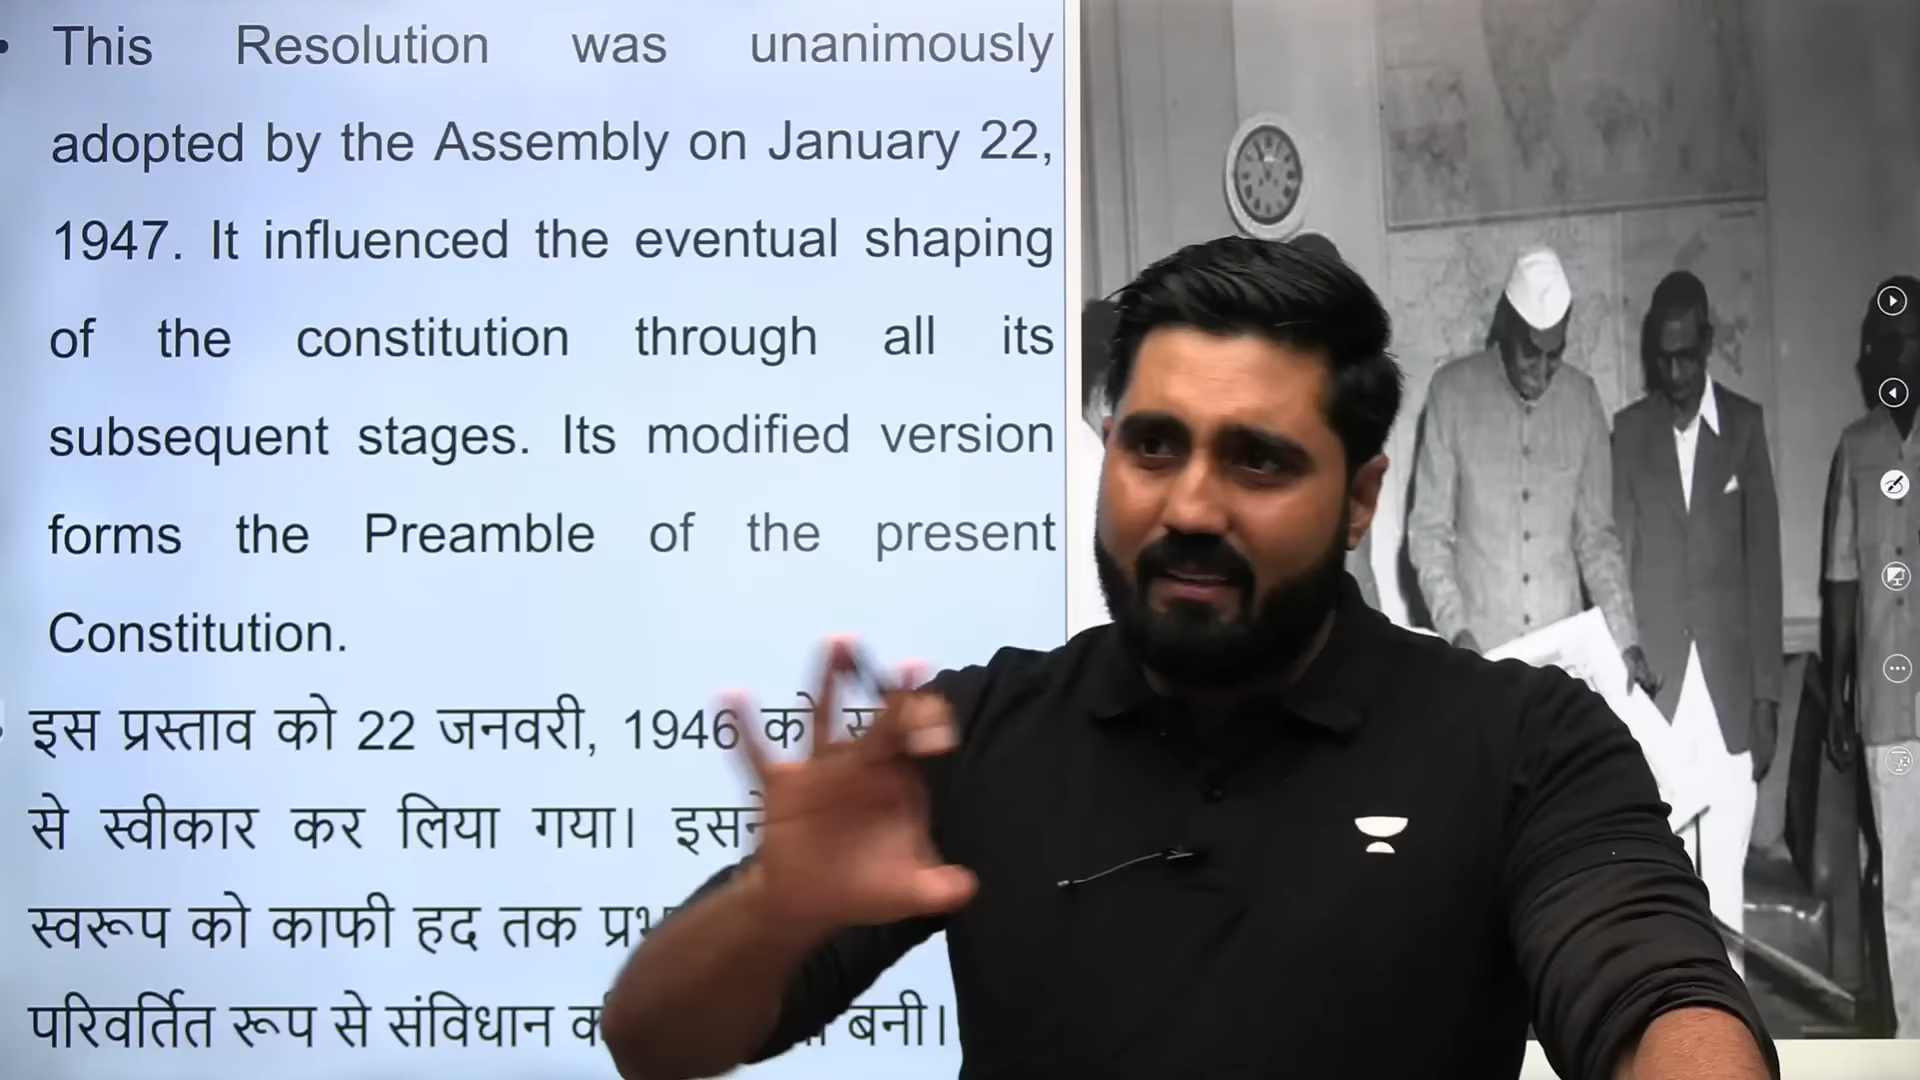 This Resolution was unanimously
adopted by the Assembly on January 22,
1947. It influenced the eventual shaping
of the constitution through all its
subsequent stages. Its modified version
forms the Preamble of the present
Constitution.
इस प्रस्ताव को 22 जनवरी, 1946 को
से स्वीकार कर लिया गया। इसने
स्वरूप को काफी हद तक
परिवर्तित रूप से संविधान बनी।